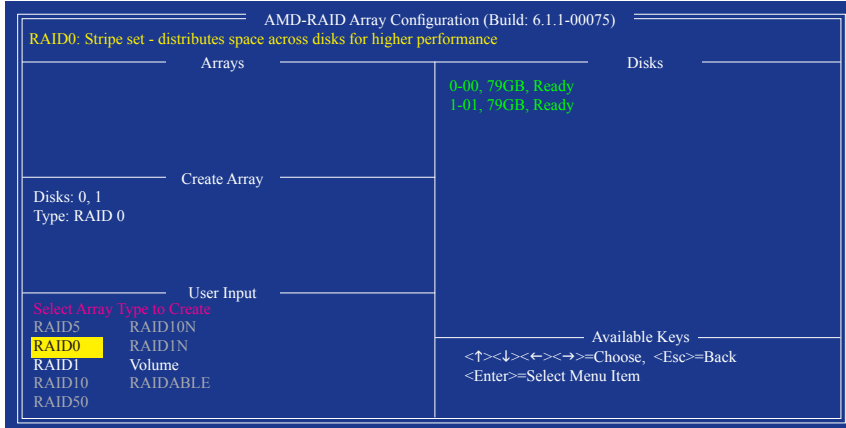 AMD-RAID Array Configuration (Build: 6.1.1-00075)
RAID0: Stripe set - distributes space across disks for higher performance
Arrays
Create Array
Disks: 0, 1
Type: RAID 0
User Input
Select Array Type to Create
RAID5 RAID10N
RAID0 RAID1N
RAID1 Volume
RAID10 RAIDABLE
RAID50
Disks
0-00, 79GB, Ready
1-01, 79GB, Ready
Available Keys
<↑><↓><←><→>=Choose, <Esc>=Back
<Enter>=Select Menu Item